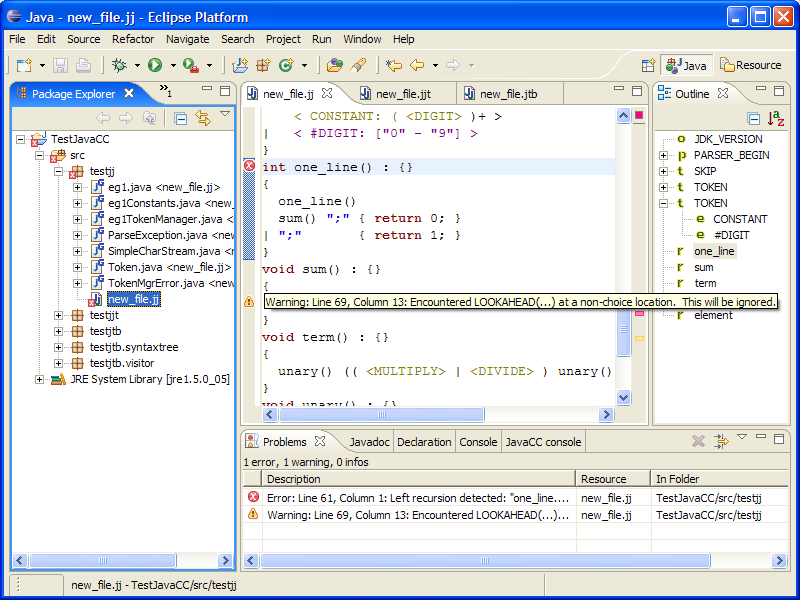 Java - new_file.jj - Eclipse Platform
File Edit Source Refactor Navigate Search Project Run Window Help
Java Resource
Package Explorer
»1
TestJavaCC
src
testjj
eg1.java <new_file.jj>
eg1Constants.java <new_
eg1TokenManager.java <
ParseException.java <ne
SimpleCharStream.java <
Token.java <new_file.jj>
TokenMgrError.java <new
new_file.jj
testjjt
testjtb
testjtb.syntaxtree
testjtb.visitor
JRE System Library [jre1.5.0_05]
new_file.jj new_file.jjt new_file.jtb
< CONSTANT: ( <DIGIT> )+ >
| < #DIGIT: ["0" - "9"] >
}
int one_line() : {}
{
one_line()
sum() ";" { return 0; }
| ";" { return 1; }
}
void sum() : {}
{
Warning: Line 69, Column 13: Encountered LOOKAHEAD(...) at a non-choice location. This will be ignored.
}
void term() : {}
{
unary() (( <MULTIPLY> | <DIVIDE> ) unary()
}
void unary() : {}
Outline
JDK_VERSION
PARSER_BEGIN
SKIP
TOKEN
TOKEN
CONSTANT
#DIGIT
one_line
sum
term
element
Problems Javadoc Declaration Console JavaCC console
1 error, 1 warning, 0 infos
Description Resource In Folder
Error: Line 61, Column 1: Left recursion detected: "one_line.... new_file.jj TestJavaCC/src/testjj
Warning: Line 69, Column 13: Encountered LOOKAHEAD(...)... new_file.jj TestJavaCC/src/testjj
new_file.jj - TestJavaCC/src/testjj